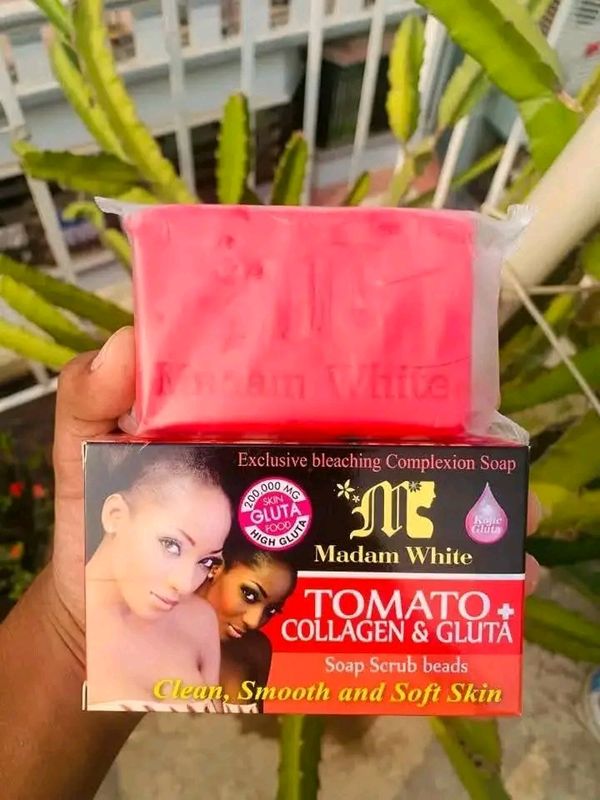 Madam White
Exclusive bleaching Complexion Soap
200,000 MG
SKIN
GLUTA
FOOD
HIGH GLUTA
M
Kojic
Gluta
Madam White
TOMATO +
COLLAGEN & GLUTA
Soap Scrub beads
Clean, Smooth and Soft Skin